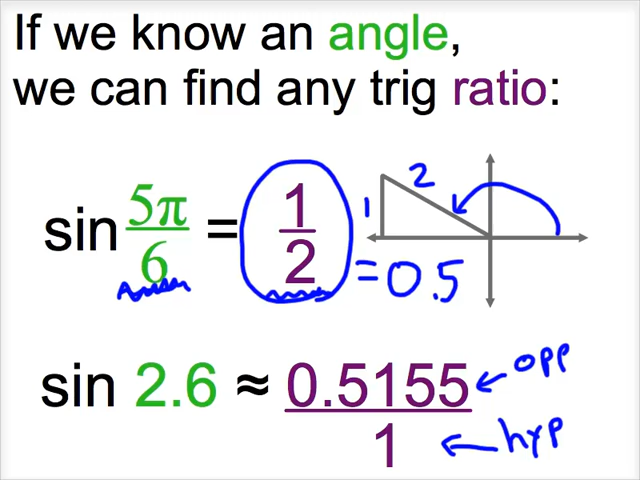 If we know an angle,
we can find any trig ratio:
sin 5π/6 = 1/2 = 0.5
2
1
sin 2.6 ≈ 0.5155/1
opp
hyp